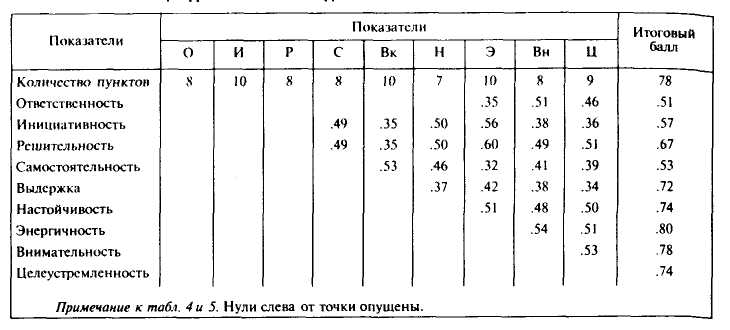 Показатели Показатели Итоговый балл
О И Р С Вк Н Э Вн Ц
Количество пунктов 8 10 8 8 10 7 10 8 9 78
Ответственность .35 .51 .46 .51
Инициативность .49 .35 .50 .56 .38 .36 .57
Решительность .49 .35 .50 .60 .49 .51 .67
Самостоятельность .53 .46 .32 .41 .39 .53
Выдержка .37 .42 .38 .34 .72
Настойчивость .51 .48 .50 .74
Энергичность .54 .51 .80
Внимательность .53 .78
Целеустремленность .74
Примечание к табл. 4 и 5. Нули слева от точки опущены.